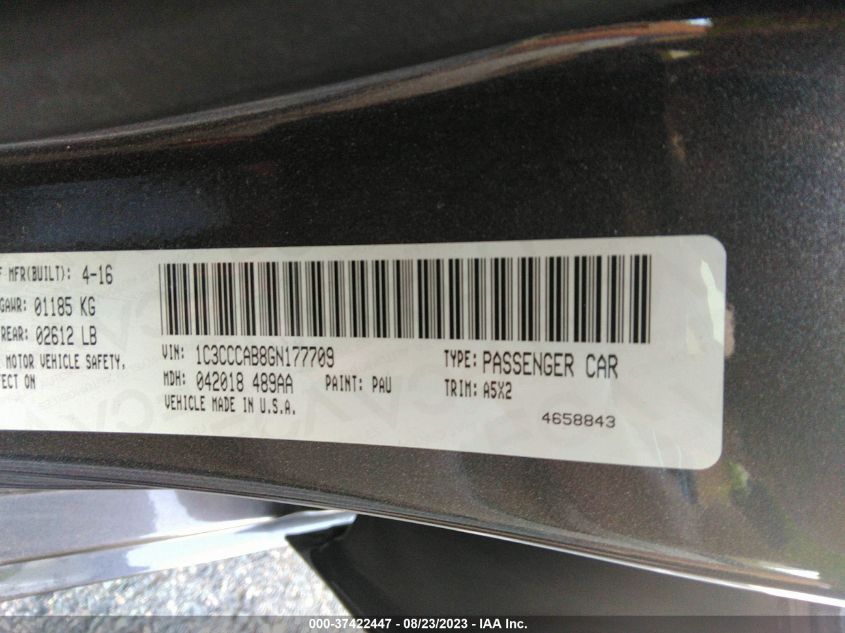 F MFR(BUILT): 4-16
GAWR: 01185 KG
REAR: 02612 LB
MOTOR VEHICLE SAFETY,
FECT ON
VIN: 1C3CCCAB8GN177709
TYPE: PASSENGER CAR
MDH: 042018 489AA PAINT: PAU
TRIM: A5X2
VEHICLE MADE IN U.S.A.
4658843
000-37422447 - 08/23/2023 - IAA Inc.